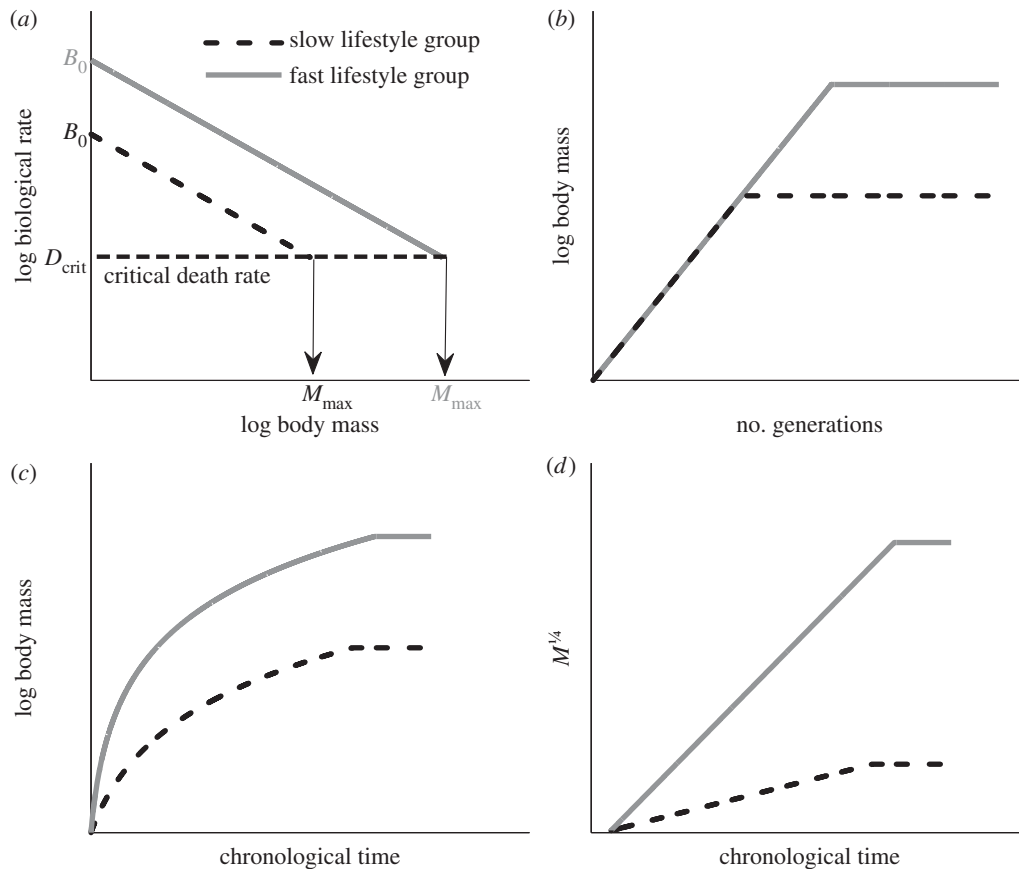 (a)
slow lifestyle group
fast lifestyle group
B0
B0
Dcrit
critical death rate
log biological rate
Mmax
Mmax
log body mass
(b)
log body mass
no. generations
(c)
log body mass
chronological time
(d)
M¼
chronological time